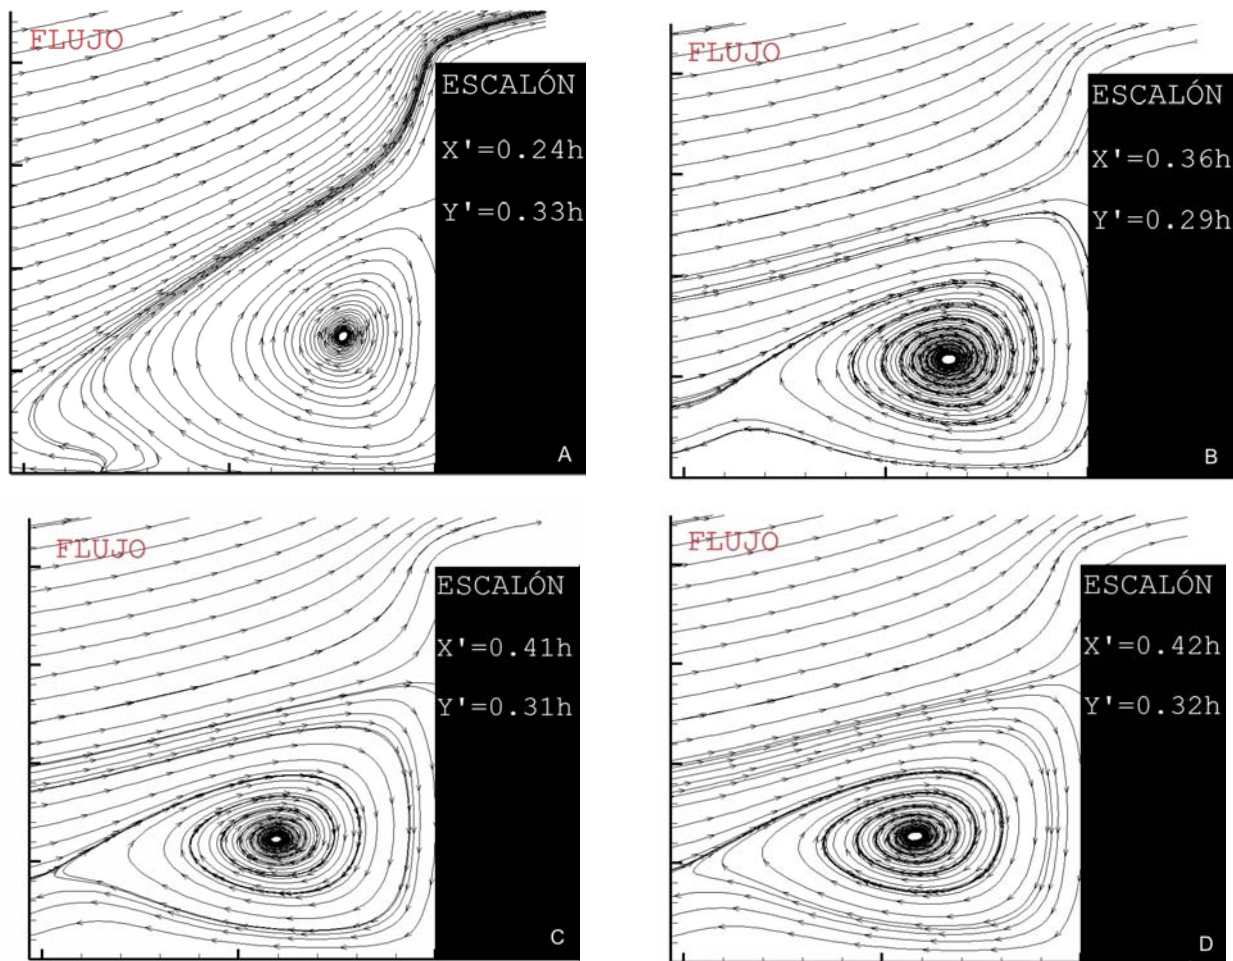 FLUJO
ESCALÓN
X'=0.24h
Y'=0.33h
A
FLUJO
ESCALÓN
X'=0.36h
Y'=0.29h
B
FLUJO
ESCALÓN
X'=0.41h
Y'=0.31h
C
FLUJO
ESCALÓN
X'=0.42h
Y'=0.32h
D